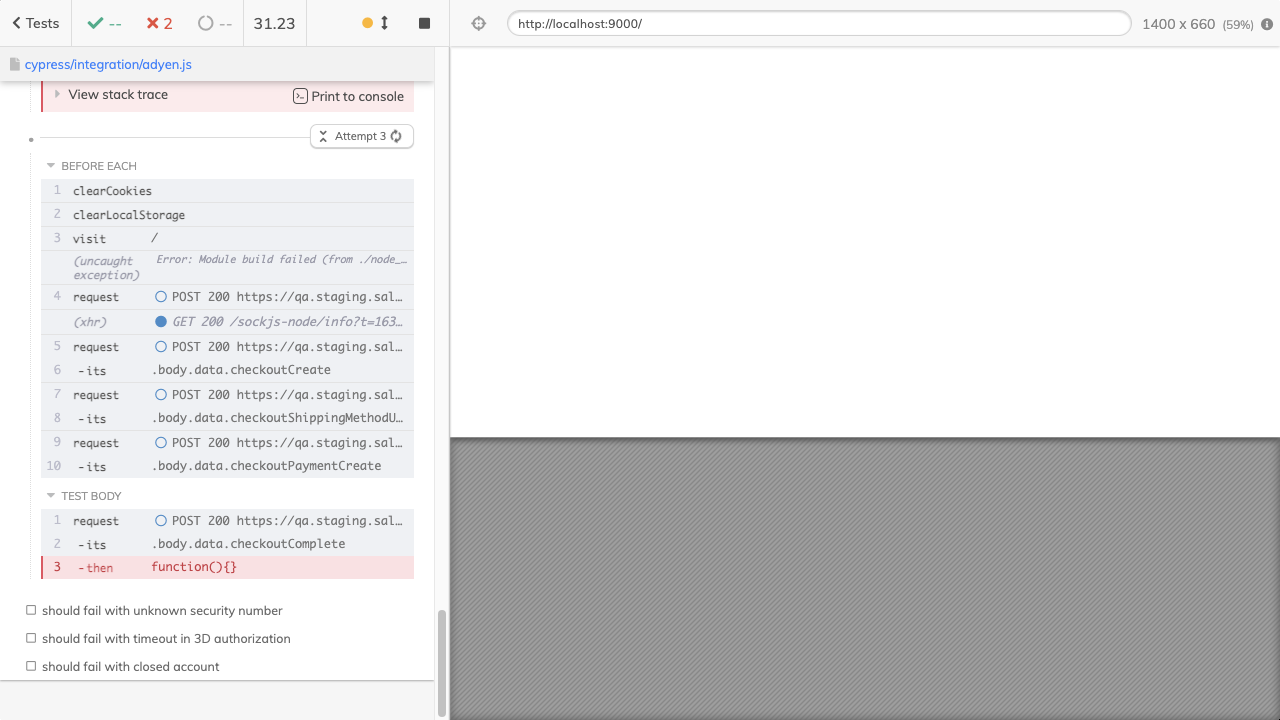 Tests
--
2
--
31.23
http://localhost:9000/
1400 x 660 (59%)
cypress/integration/adyen.js
View stack trace
Print to console
Attempt 3
BEFORE EACH
1 clearCookies
2 clearLocalStorage
3 visit /
(uncaught exception) Error: Module build failed (from ./node_…
4 request POST 200 https://qa.staging.sal…
(xhr) GET 200 /sockjs-node/info?t=163…
5 request POST 200 https://qa.staging.sal…
6 -its .body.data.checkoutCreate
7 request POST 200 https://qa.staging.sal…
8 -its .body.data.checkoutShippingMethodU…
9 request POST 200 https://qa.staging.sal…
10 -its .body.data.checkoutPaymentCreate
TEST BODY
1 request POST 200 https://qa.staging.sal…
2 -its .body.data.checkoutComplete
3 -then function(){}
should fail with unknown security number
should fail with timeout in 3D authorization
should fail with closed account